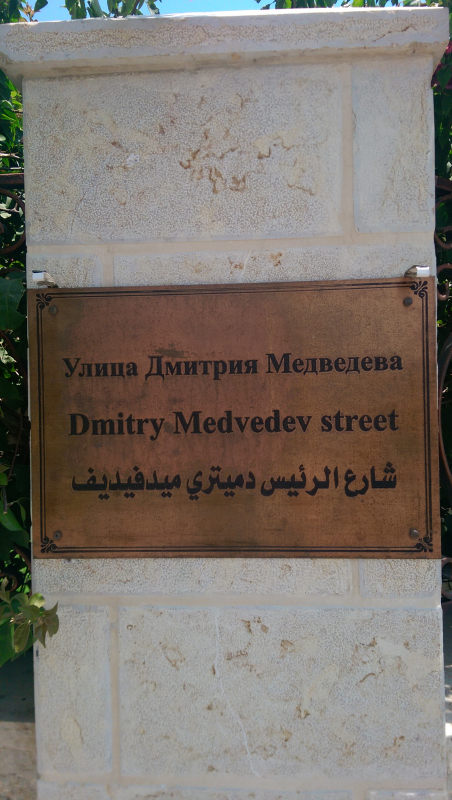 Улица Дмитрия Медведева
Dmitry Medvedev street
شارع الرئيس دميتري ميدفيديف